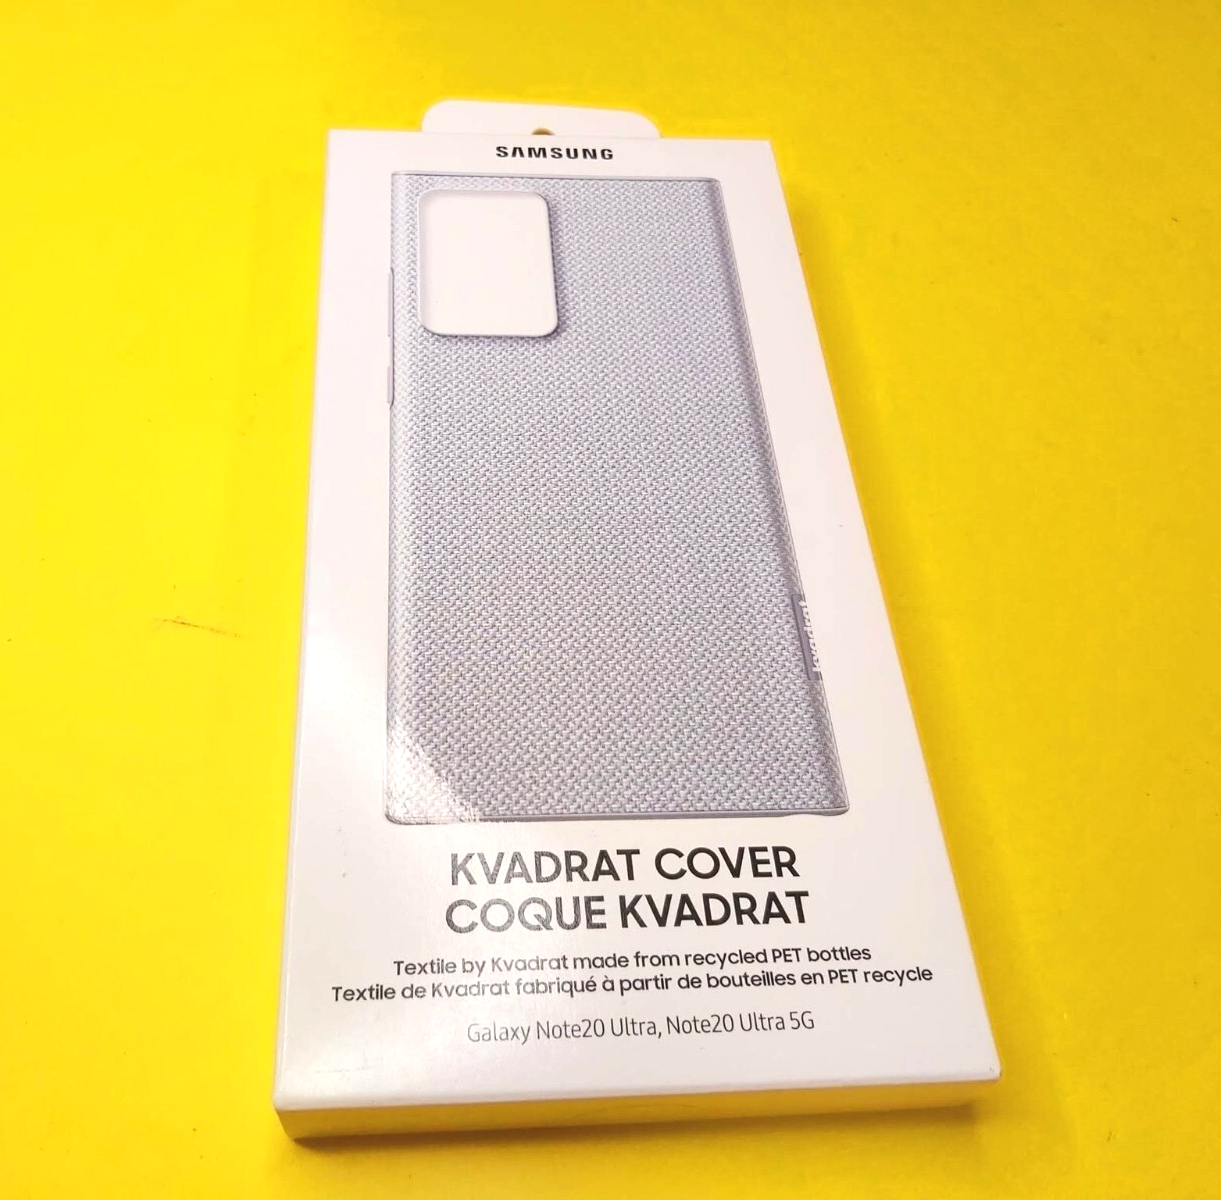 SAMSUNG
kvadrat
KVADRAT COVER
COQUE KVADRAT
Textile by Kvadrat made from recycled PET bottles
Textile de Kvadrat fabriqué à partir de bouteilles en PET recycle
Galaxy Note20 Ultra, Note20 Ultra 5G